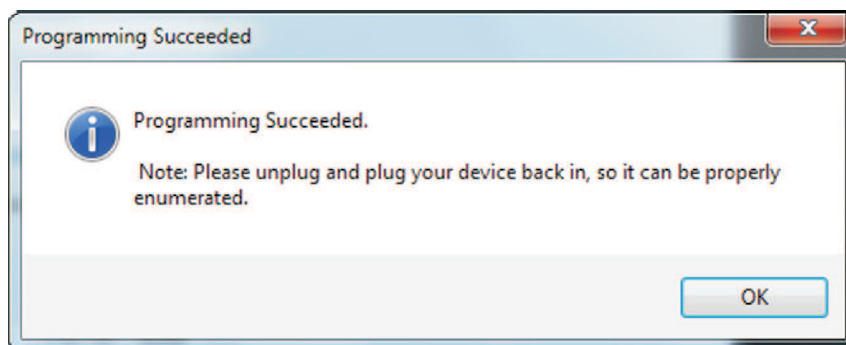 Programming Succeeded
Programming Succeeded.
Note: Please unplug and plug your device back in, so it can be properly
enumerated.
OK